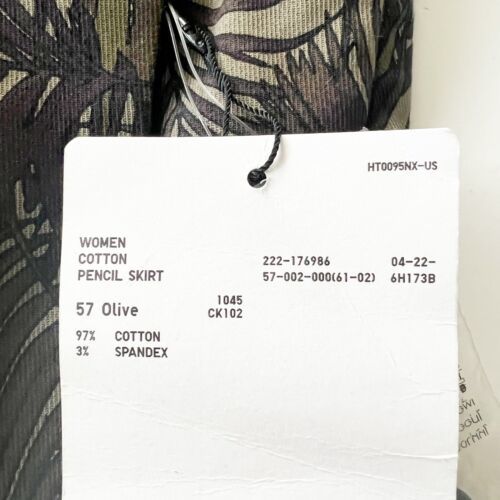 HT0095NX-US
WOMEN
COTTON 222-176986 04-22-
PENCIL SKIRT 57-002-000(61-02) 6H173B
57 Olive 1045
CK102
97% COTTON
3% SPANDEX